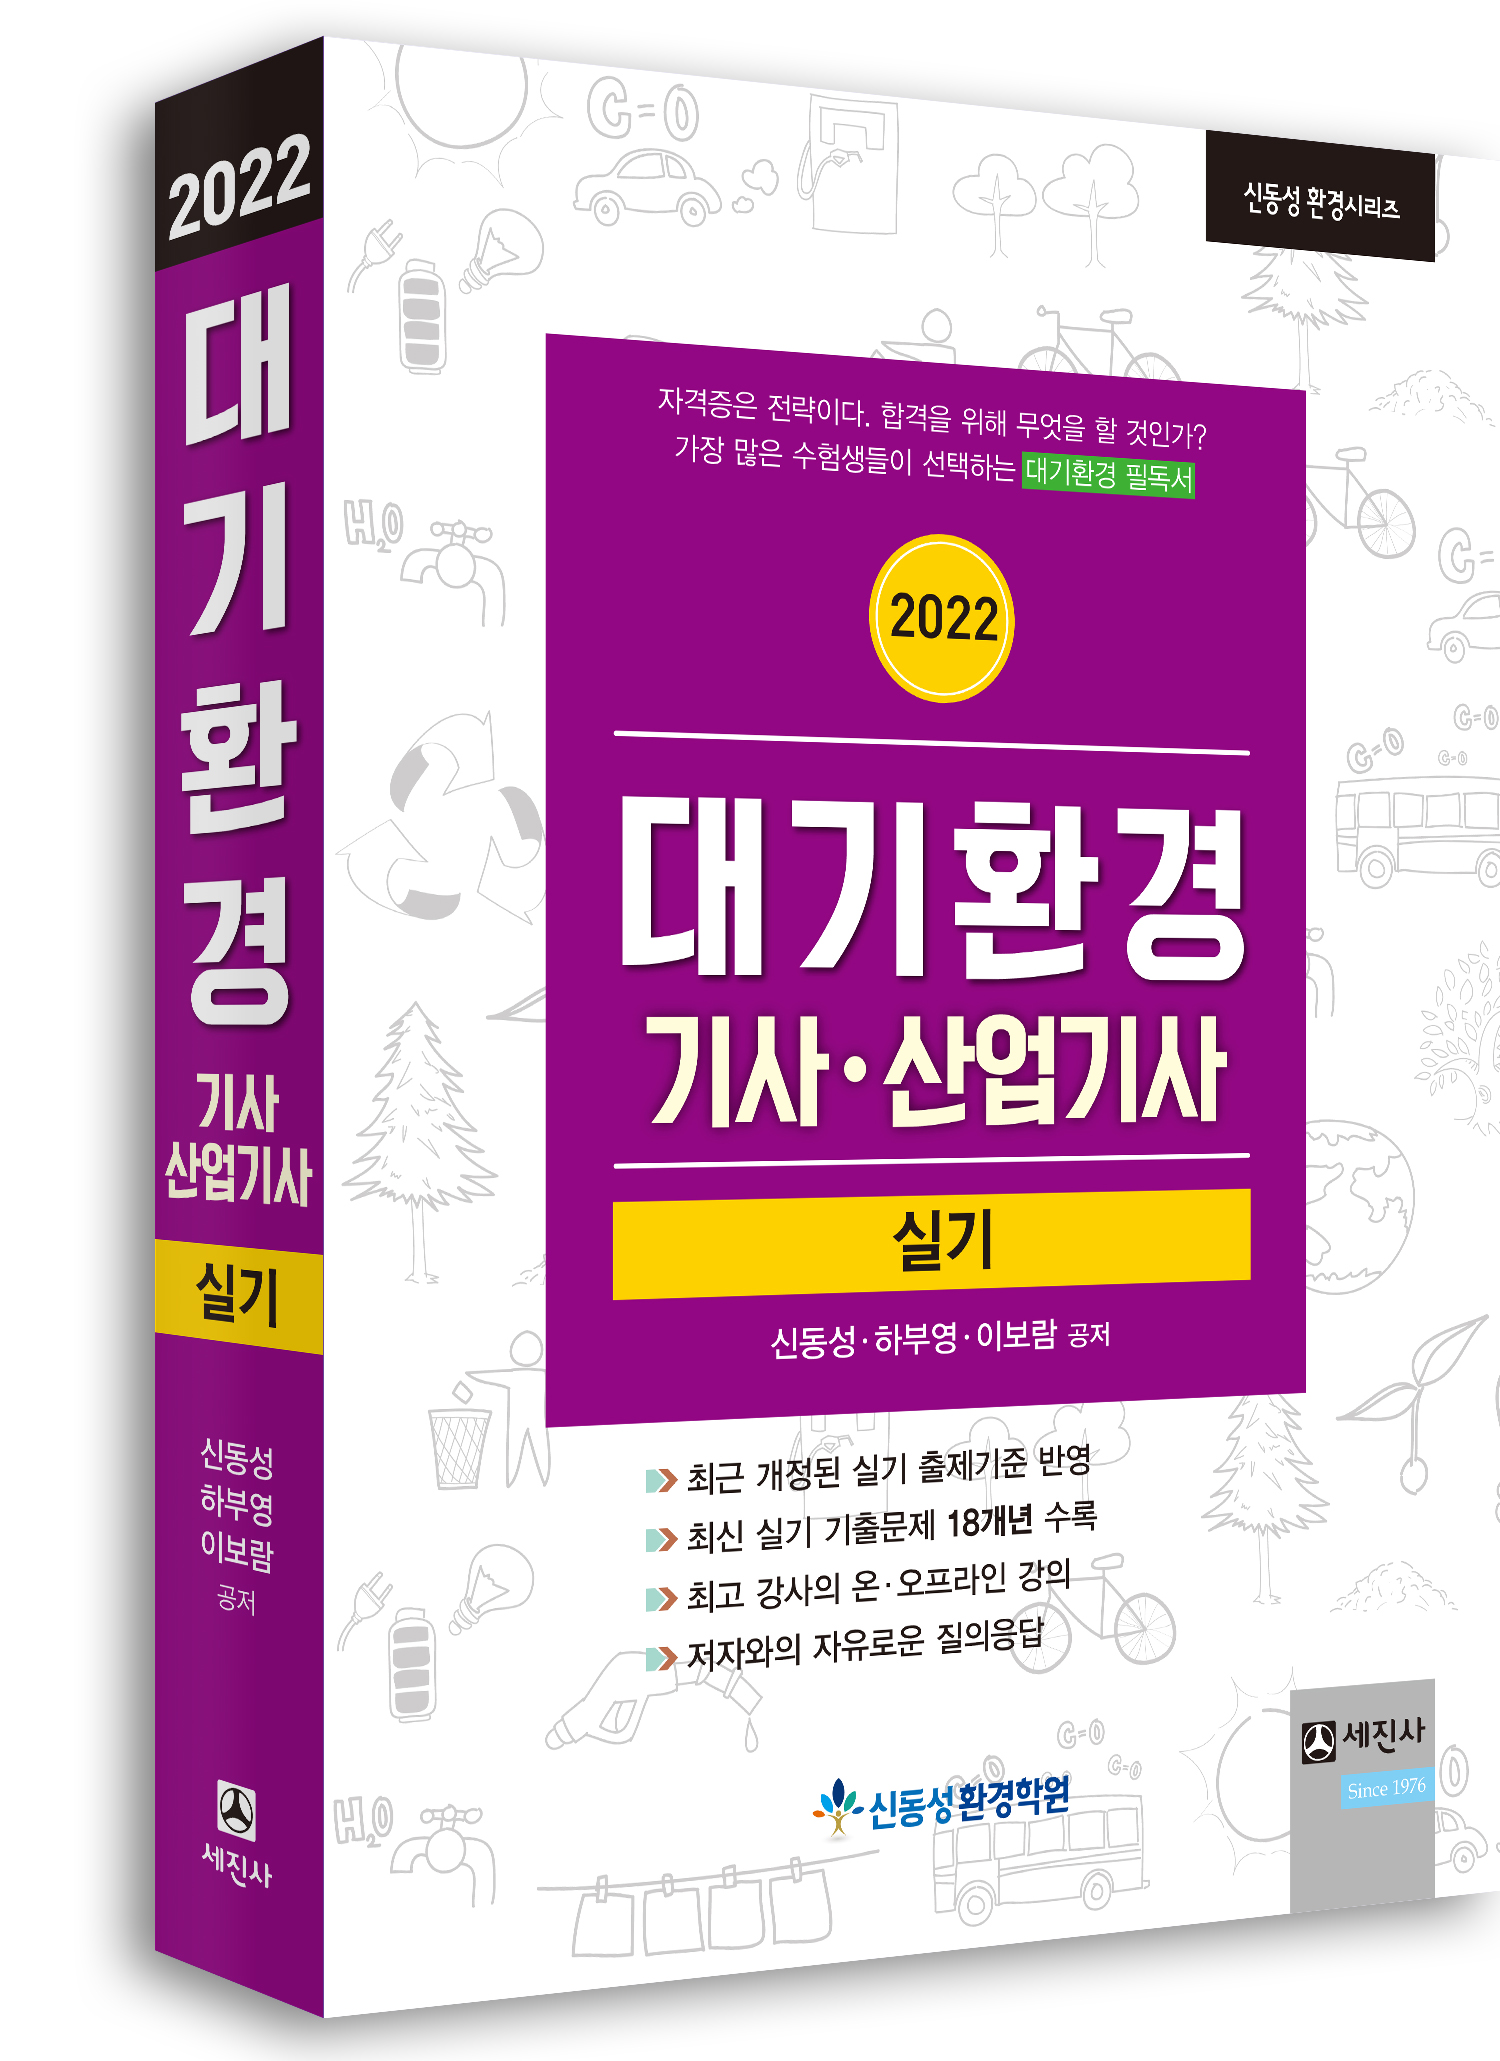 2022
대
기
환
경
기사
산업기사
실기
신동성
하부영
이보람
공저
세진사
신동성 환경시리즈
자격증은 전략이다. 합격을 위해 무엇을 할 것인가?
가장 많은 수험생들이 선택하는 대기환경 필독서
2022
대기환경
기사·산업기사
실기
신동성·하부영·이보람 공저
최근 개정된 실기 출제기준 반영
최신 실기 기출문제 18개년 수록
최고 강사의 온·오프라인 강의
저자와의 자유로운 질의응답
신동성환경학원
세진사
Since 1976
C=O
H2O
C=
C=O
C=O
C=O
H2O
C=O
C=O
C=O